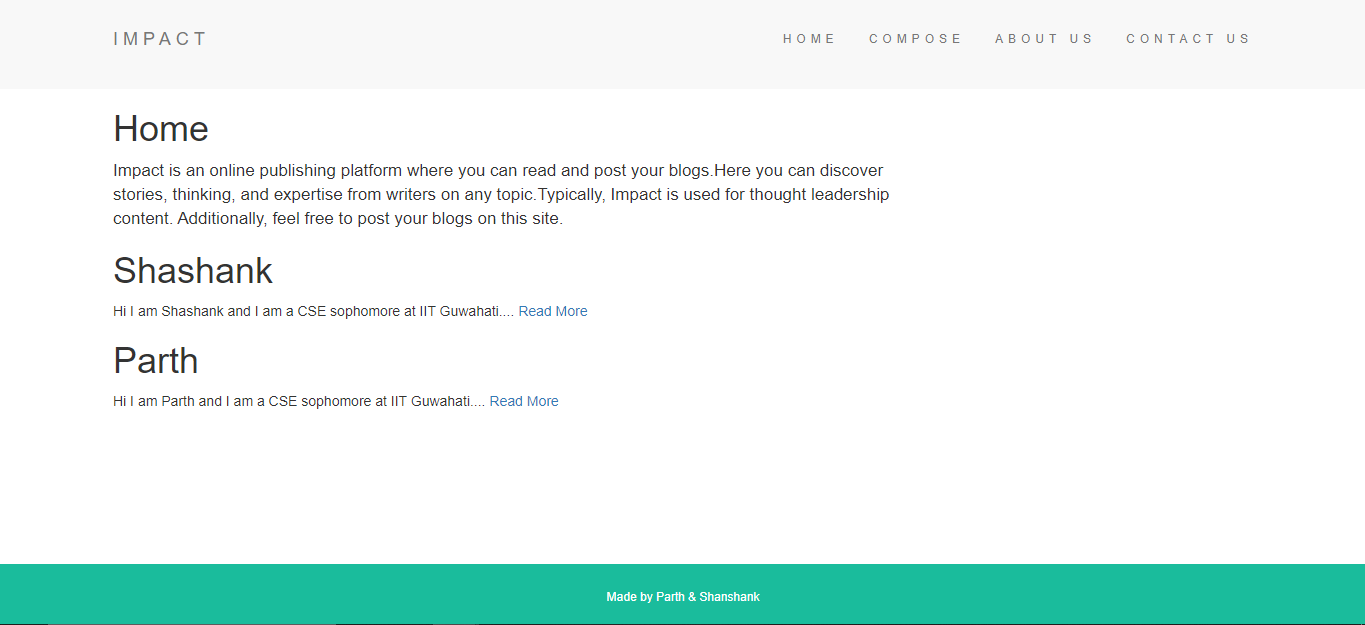 IMPACT
HOME COMPOSE ABOUT US CONTACT US
Home
Impact is an online publishing platform where you can read and post your blogs.Here you can discover
stories, thinking, and expertise from writers on any topic.Typically, Impact is used for thought leadership
content. Additionally, feel free to post your blogs on this site.
Shashank
Hi I am Shashank and I am a CSE sophomore at IIT Guwahati.... Read More
Parth
Hi I am Parth and I am a CSE sophomore at IIT Guwahati.... Read More
Made by Parth & Shanshank